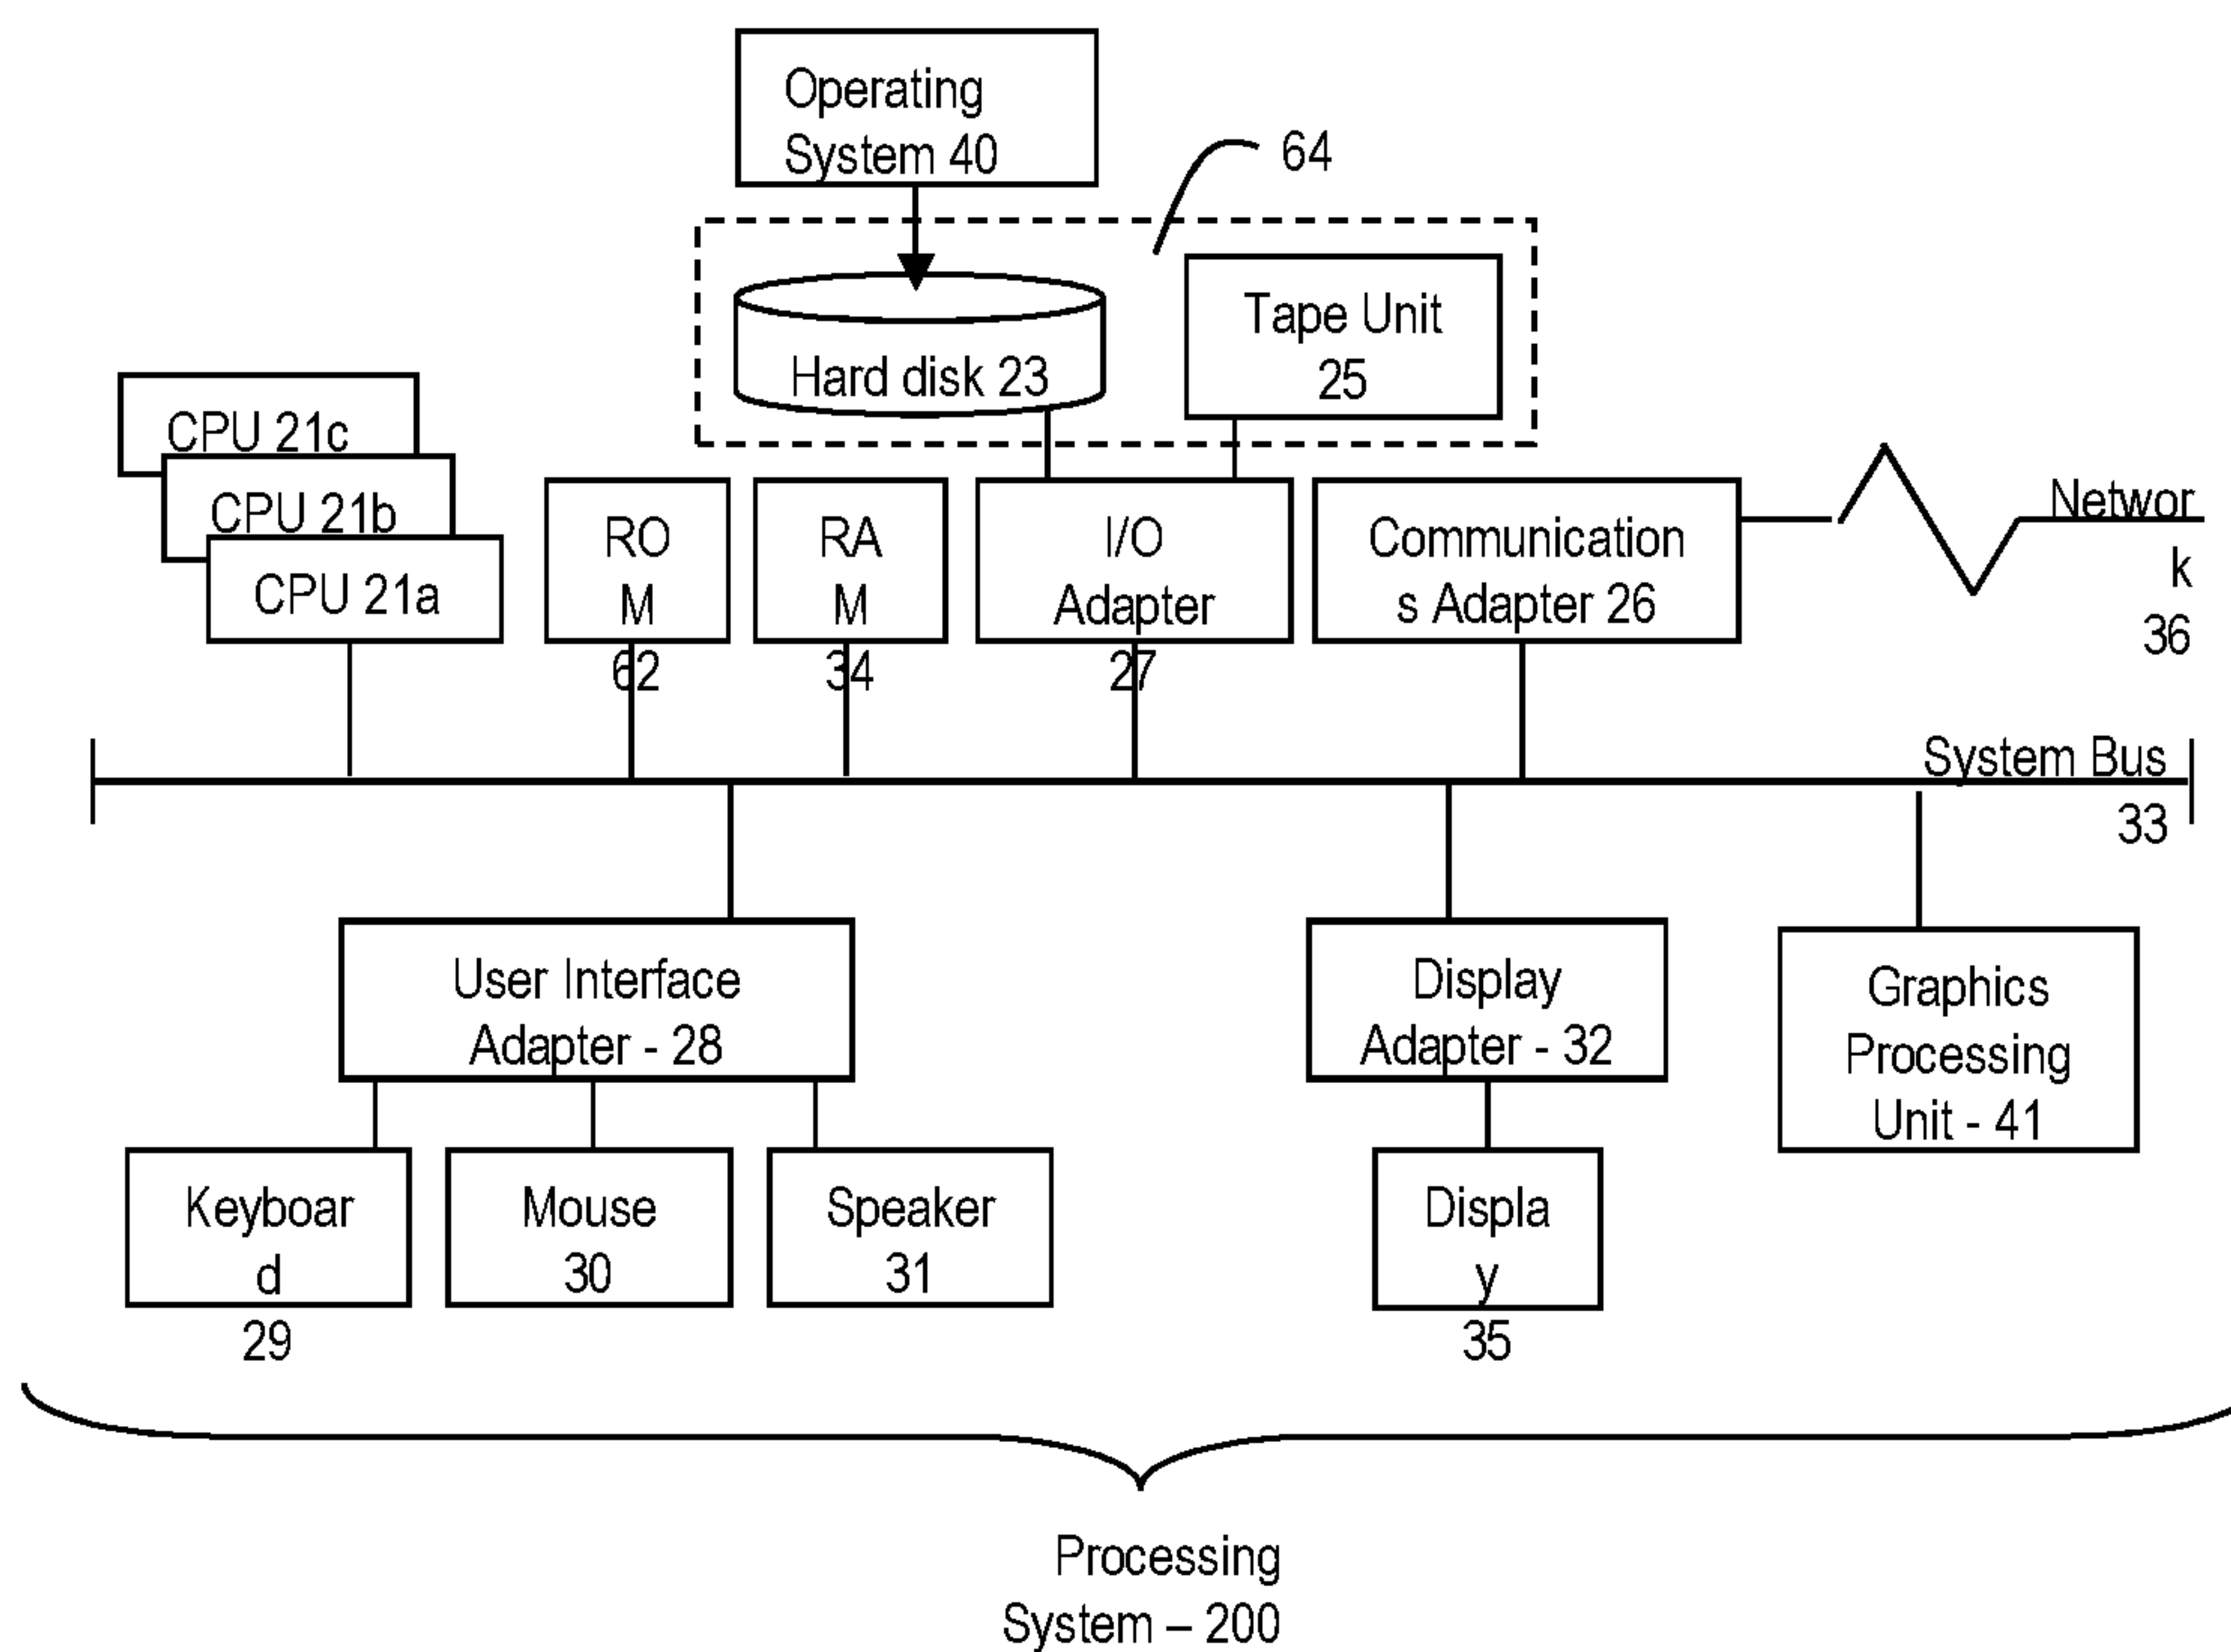 Operating
System 40
64
Hard disk 23
Tape Unit
25
CPU 21c
CPU 21b
CPU 21a
RO
M
62
RA
M
34
I/O
Adapter
27
Communication
s Adapter 26
Networ
k
36
System Bus
33
User Interface
Adapter - 28
Display
Adapter - 32
Graphics
Processing
Unit - 41
Keyboar
d
29
Mouse
30
Speaker
31
Displa
y
35
Processing
System – 200